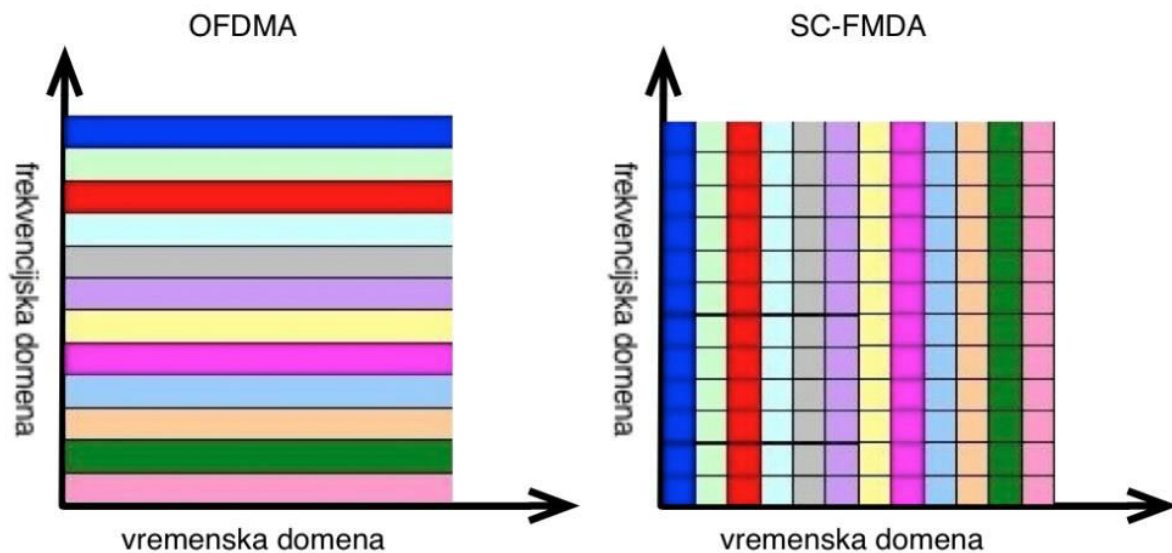 OFDMA
frekvencijska domena
vremenska domena
SC-FMDA
frekvencijska domena
vremenska domena